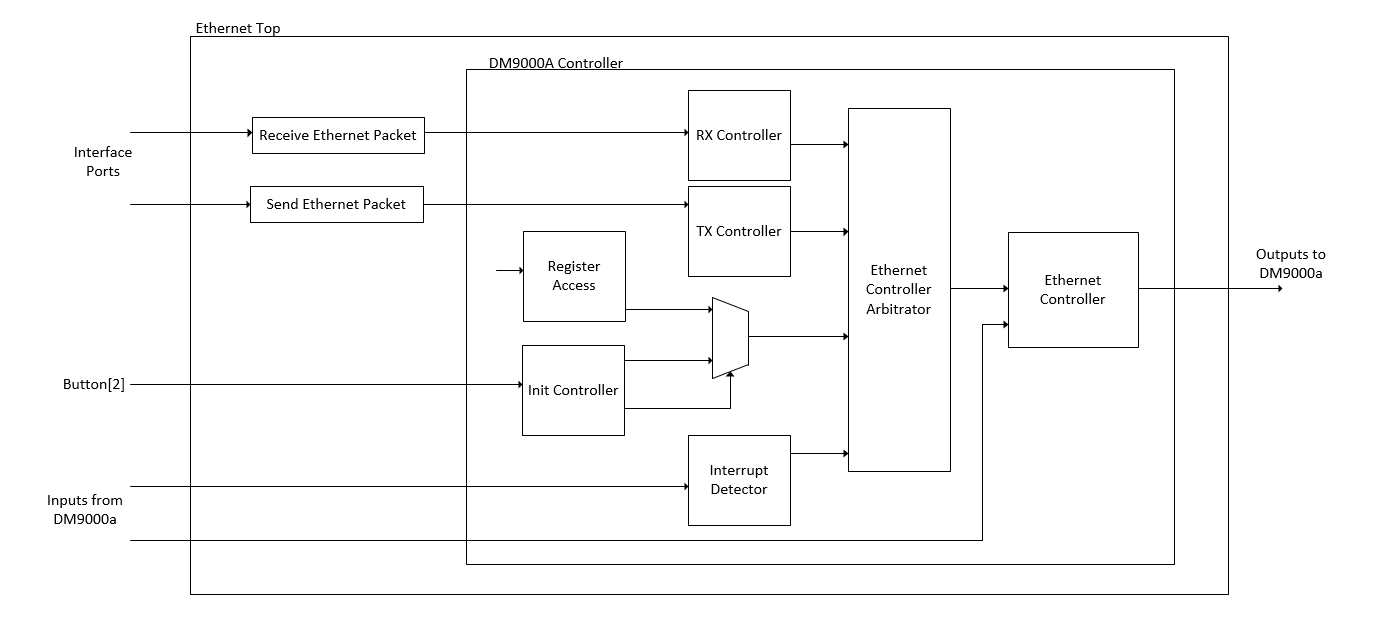 Ethernet Top
DM9000A Controller
Receive Ethernet Packet
RX Controller
Interface
Ports
Send Ethernet Packet
TX Controller
Register
Access
Ethernet
Controller
Arbitrator
Ethernet
Controller
Outputs to
DM9000a
Button[2]
Init Controller
Interrupt
Detector
Inputs from
DM9000a